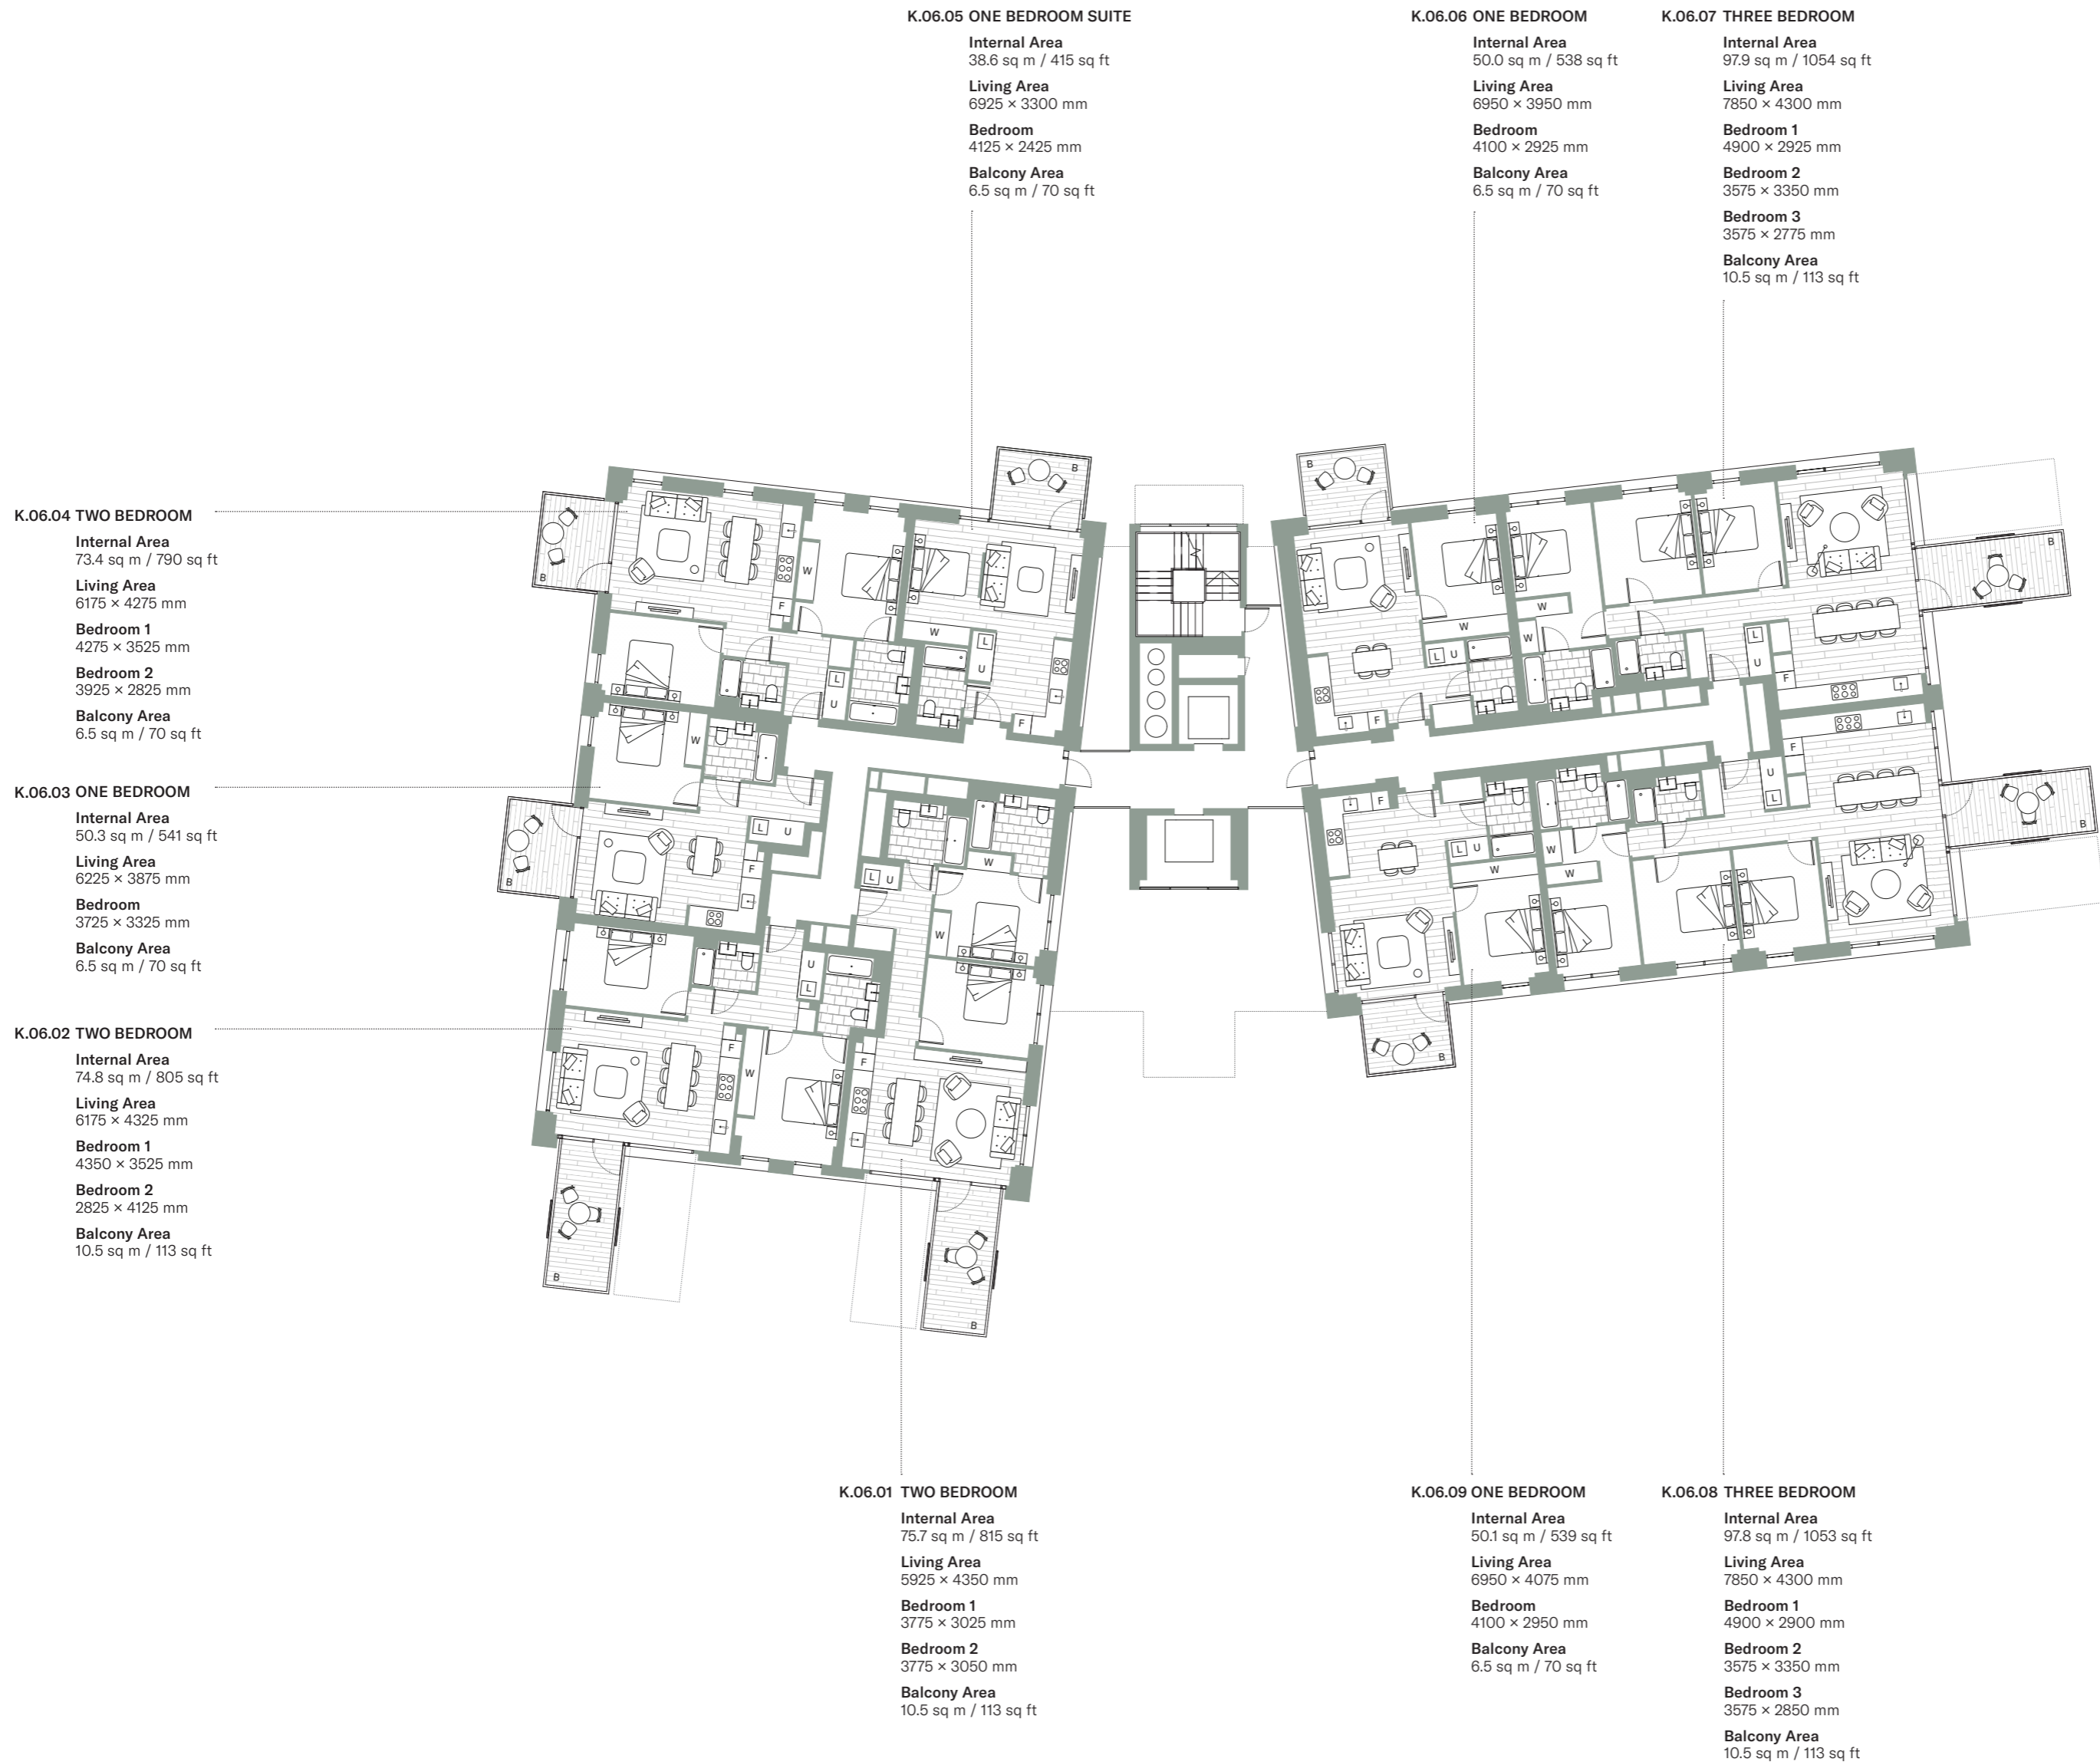 K.06.05 ONE BEDROOM SUITE
Internal Area
38.6 sq m / 415 sq ft
Living Area
6925 × 3300 mm
Bedroom
4125 × 2425 mm
Balcony Area
6.5 sq m / 70 sq ft
K.06.06 ONE BEDROOM
Internal Area
50.0 sq m / 538 sq ft
Living Area
6950 × 3950 mm
Bedroom
4100 × 2925 mm
Balcony Area
6.5 sq m / 70 sq ft
K.06.07 THREE BEDROOM
Internal Area
97.9 sq m / 1054 sq ft
Living Area
7850 × 4300 mm
Bedroom 1
4900 × 2925 mm
Bedroom 2
3575 × 3350 mm
Bedroom 3
3575 × 2775 mm
Balcony Area
10.5 sq m / 113 sq ft
K.06.04 TWO BEDROOM
Internal Area
73.4 sq m / 790 sq ft
Living Area
6175 × 4275 mm
Bedroom 1
4275 × 3525 mm
Bedroom 2
3925 × 2825 mm
Balcony Area
6.5 sq m / 70 sq ft
K.06.03 ONE BEDROOM
Internal Area
50.3 sq m / 541 sq ft
Living Area
6225 × 3875 mm
Bedroom
3725 × 3325 mm
Balcony Area
6.5 sq m / 70 sq ft
K.06.02 TWO BEDROOM
Internal Area
74.8 sq m / 805 sq ft
Living Area
6175 × 4325 mm
Bedroom 1
4350 × 3525 mm
Bedroom 2
2825 × 4125 mm
Balcony Area
10.5 sq m / 113 sq ft
B
W
F
L
U
B
W
L
U
F
B
W
L U
F
W
W
B
L
U
F
W
L U
F
B
L U
W
W
U
L
F
W
B
F
B
F
L U
W
W
W
U
L
F
B
B
K.06.01 TWO BEDROOM
Internal Area
75.7 sq m / 815 sq ft
Living Area
5925 × 4350 mm
Bedroom 1
3775 × 3025 mm
Bedroom 2
3775 × 3050 mm
Balcony Area
10.5 sq m / 113 sq ft
K.06.09 ONE BEDROOM
Internal Area
50.1 sq m / 539 sq ft
Living Area
6950 × 4075 mm
Bedroom
4100 × 2950 mm
Balcony Area
6.5 sq m / 70 sq ft
K.06.08 THREE BEDROOM
Internal Area
97.8 sq m / 1053 sq ft
Living Area
7850 × 4300 mm
Bedroom 1
4900 × 2900 mm
Bedroom 2
3575 × 3350 mm
Bedroom 3
3575 × 2850 mm
Balcony Area
10.5 sq m / 113 sq ft